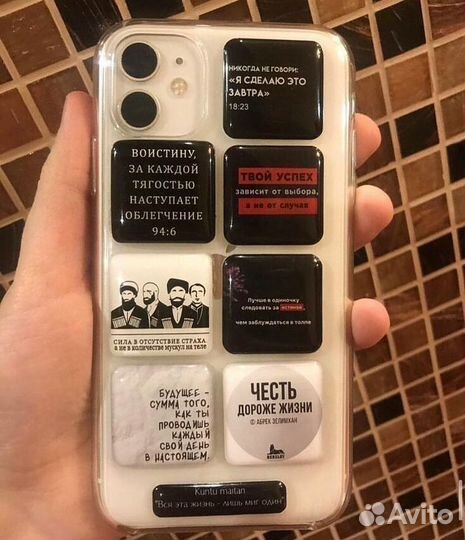 НИКОГДА НЕ ГОВОРИ:
«Я СДЕЛАЮ ЭТО
ЗАВТРА»
18:23
ВОИСТИНУ,
ЗА КАЖДОЙ
ТЯГОСТЬЮ
НАСТУПАЕТ
ОБЛЕГЧЕНИЕ
94:6
ТВОЙ УСПЕХ
зависит от выбора,
а не от случая
СИЛА В ОТСУТСТВИЕ СТРАХА
а не в количестве мускул на теле
Лучше в одиночку
следовать за истиной,
чем заблуждаться в толпе
БУДУЩЕЕ -
СУММА ТОГО,
КАК ТЫ
ПРОВОДИШЬ
КАЖДЫЙ
СВОЙ ДЕНЬ
В НАСТОЯЩЕМ.
ЧЕСТЬ
ДОРОЖЕ ЖИЗНИ
© АБРЕК ЗЕЛИМХАН
BERKLUT
Kuntu maitan
"Вся эта жизнь - лишь миг один"
Avito